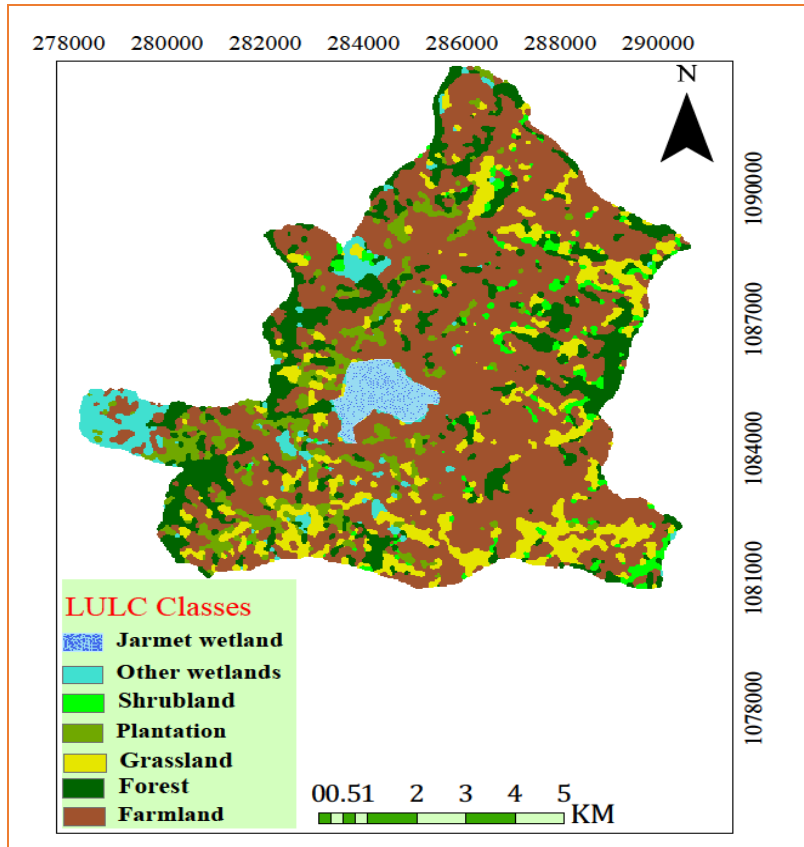 278000 280000 282000 284000 286000 288000 290000
N
1090000
1087000
1084000
1081000
1078000
LULC Classes
Jarmet wetland
Other wetlands
Shrubland
Plantation
Grassland
Forest
Farmland
00.51 2 3 4 5
KM